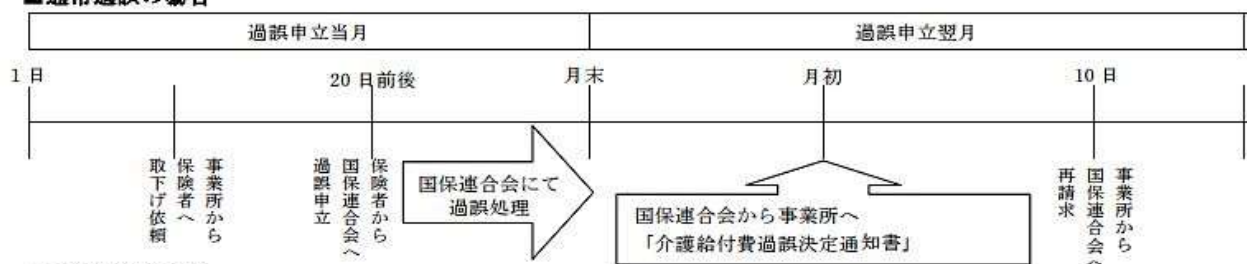 ■通常過誤の場合
過誤申立当月
過誤申立翌月
1日
20日前後
月末
月初
10日
事業所から
保険者へ
取下げ依頼
保険者から
国保連合会へ
過誤申立
国保連合会にて
過誤処理
国保連合会から事業所へ
「介護給付費過誤決定通知書」
事業所から
国保連合会へ
再請求